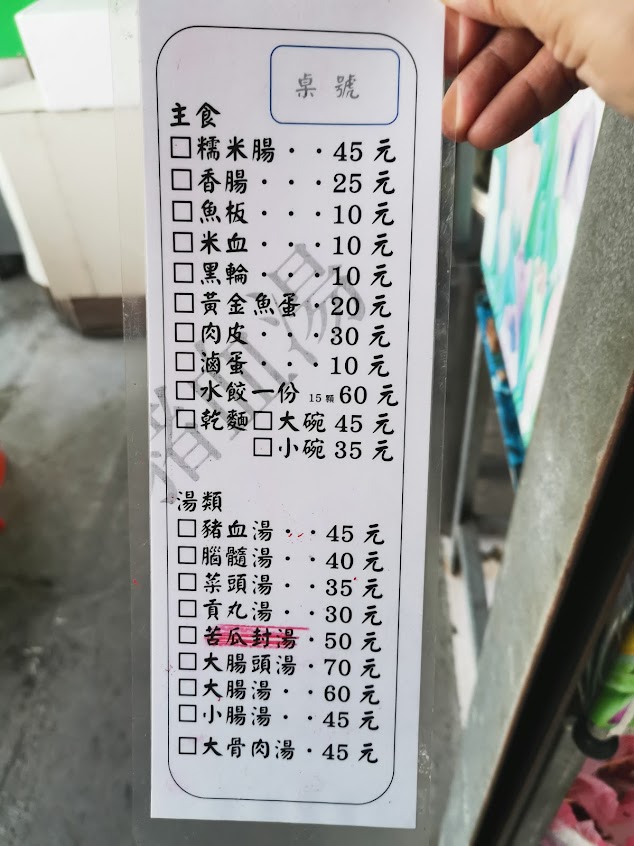 桌號
主食
□糯米腸··45元
□香腸···25元
□魚板···10元
□米血···10元
□黑輪···10元
□黃金魚蛋·20元
□肉皮···30元
□滷蛋···10元
□水餃一份 15顆 60元
□乾麵□大碗 45元
□小碗 35元
豬血湯
湯類
□豬血湯··45元
□腦髓湯··40元
□菜頭湯··35元
□貢丸湯··30元
□苦瓜封湯·50元
□大腸頭湯·70元
□大腸湯··60元
□小腸湯··45元
□大骨肉湯·45元